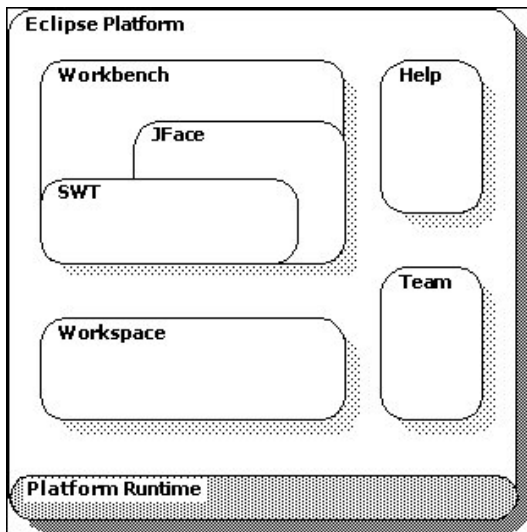 Eclipse Platform
Workbench
Help
JFace
SWT
Team
Workspace
Platform Runtime